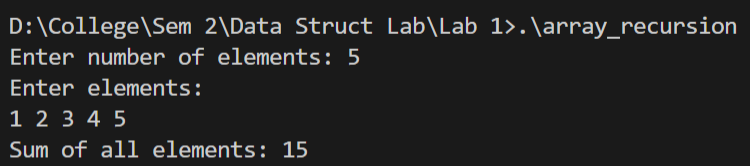 D:\College\Sem 2\Data Struct Lab\Lab 1>.\array_recursion
Enter number of elements: 5
Enter elements:
1 2 3 4 5
Sum of all elements: 15